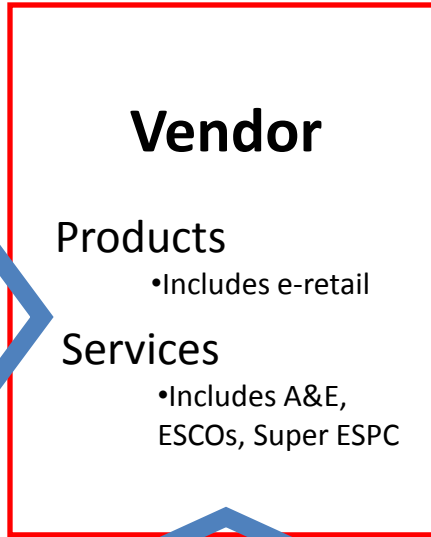 Vendor
Products
•Includes e-retail
Services
•Includes A&E,
ESCOs, Super ESPC